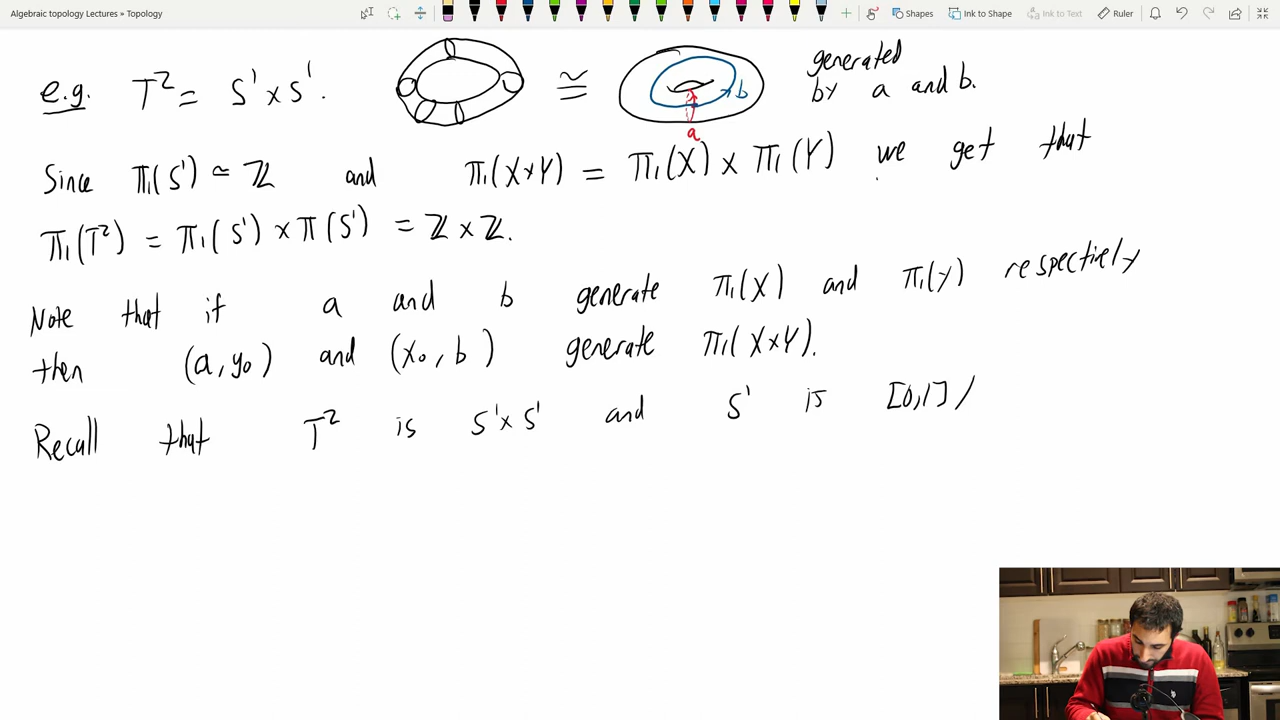 Algebraic topology Lectures » Topology
Shapes Ink to Shape Ink to Text Ruler
e.g. T² = S¹ × S¹. ≅ a b generated
by a and b.
Since π₁(S¹) ≃ ℤ and π₁(X×Y) = π₁(X) × π₁(Y) we get that
π₁(T²) = π₁(S¹) × π(S¹) = ℤ × ℤ.
Note that if a and b generate π₁(X) and π₁(y) respectively
then (a, y₀) and (x₀, b) generate π₁(X×Y).
Recall that T² is S¹×S¹ and S¹ is [0,1] /